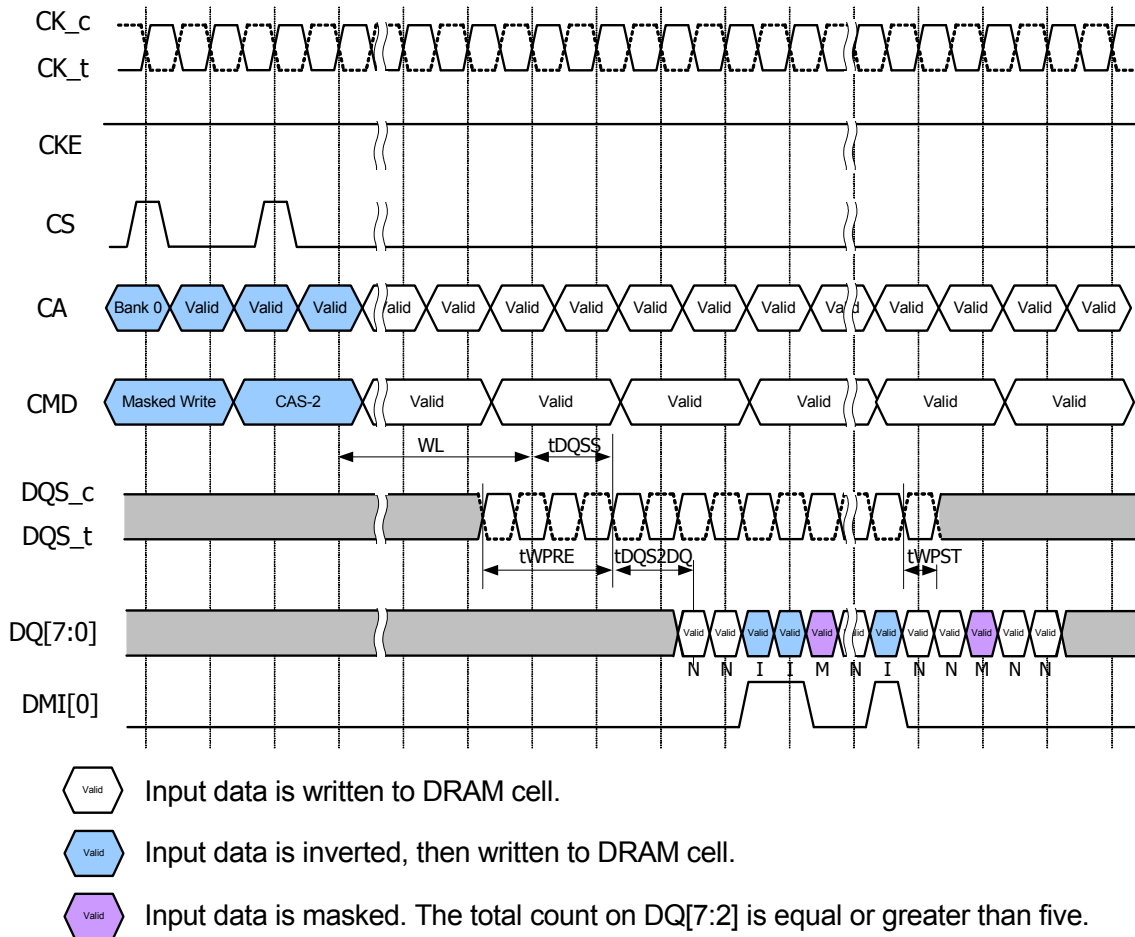 CK_c
CK_t
CKE
CS
CA Bank 0 Valid Valid Valid Valid Valid Valid Valid Valid Valid Valid Valid Valid Valid Valid Valid
CMD Masked Write CAS-2 Valid Valid Valid Valid Valid Valid
WL tDQSS
DQS_c
DQS_t
tWPRE tDQS2DQ tWPST
DQ[7:0] Valid Valid Valid Valid Valid Valid Valid Valid Valid Valid Valid Valid
N N I I M N I N N M N N
DMI[0]
Valid Input data is written to DRAM cell.
Valid Input data is inverted, then written to DRAM cell.
Valid Input data is masked. The total count on DQ[7:2] is equal or greater than five.